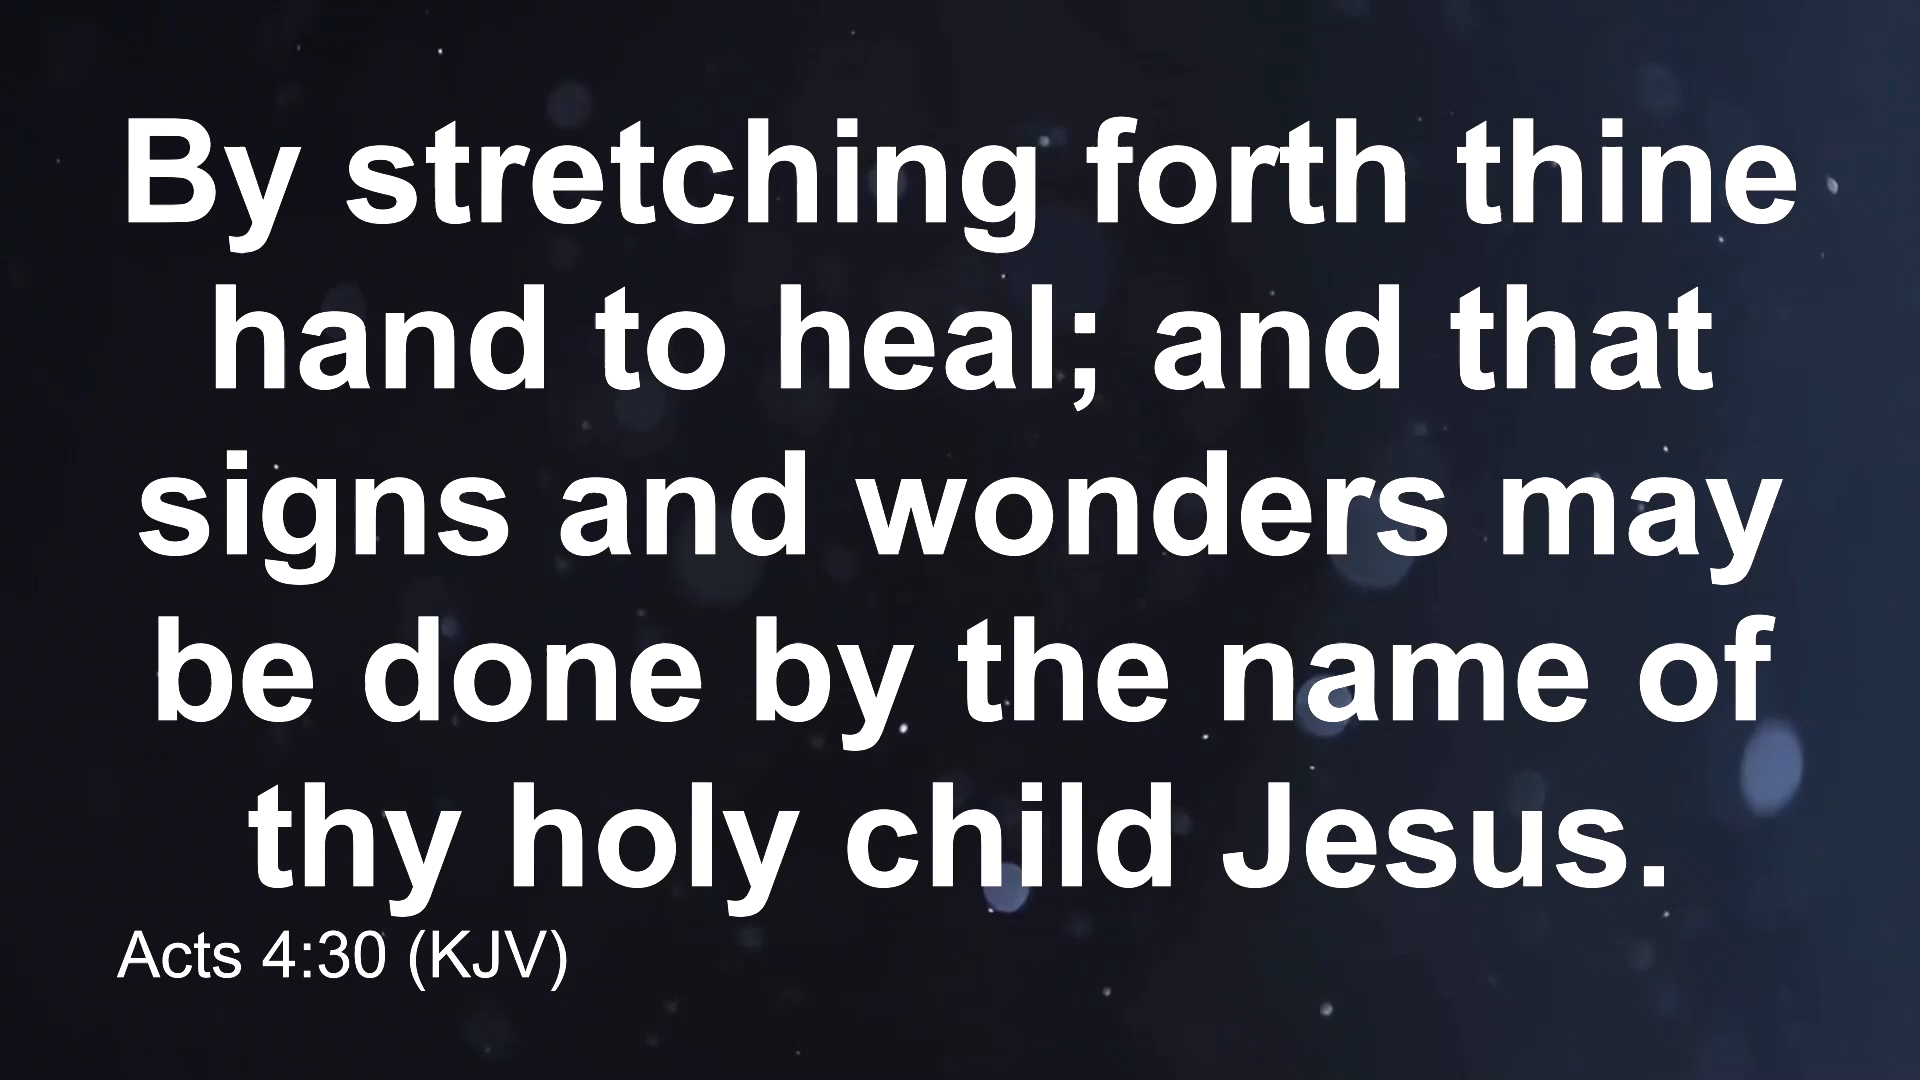 By stretching forth thine
hand to heal; and that
signs and wonders may
be done by the name of
thy holy child Jesus.
Acts 4:30 (KJV)